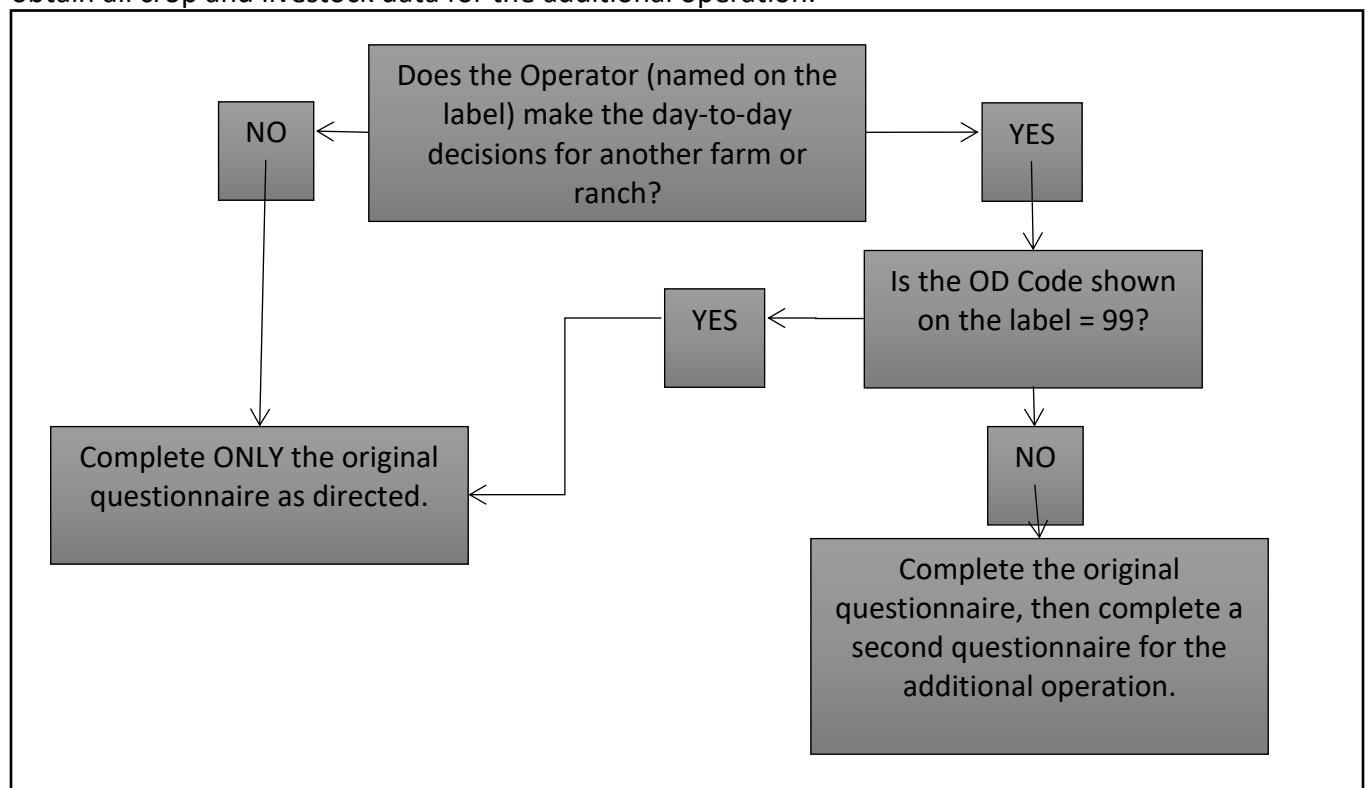 obtain all crop and livestock data for the additional operation.
Does the Operator (named on the
label) make the day-to-day
decisions for another farm or
ranch?
NO
YES
Is the OD Code shown
on the label = 99?
YES
Complete ONLY the original
questionnaire as directed.
NO
Complete the original
questionnaire, then complete a
second questionnaire for the
additional operation.